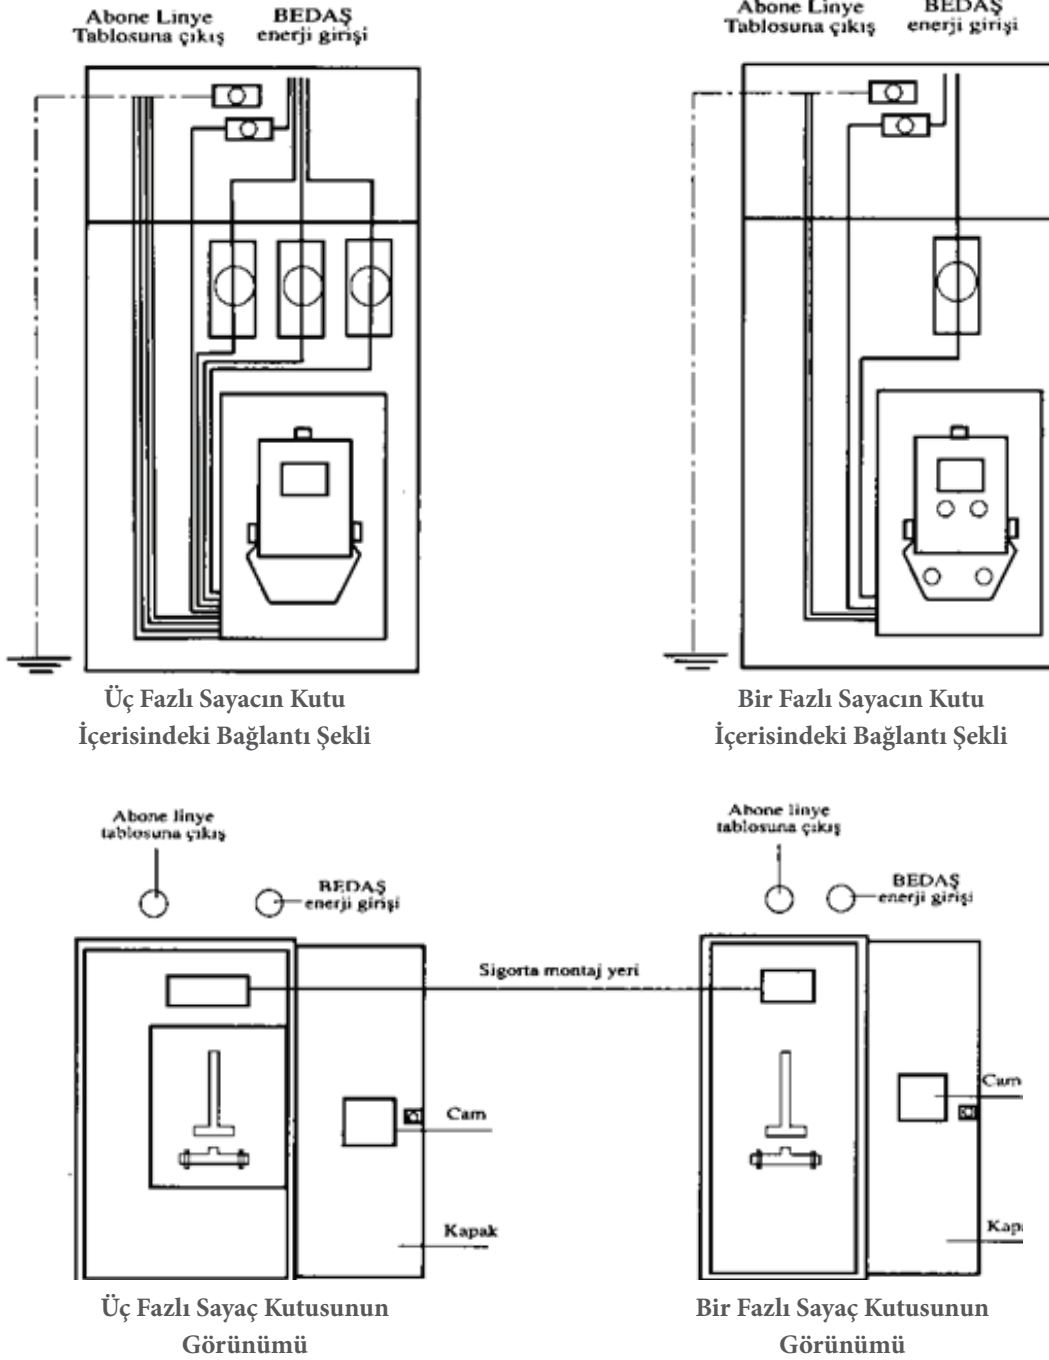 Abone Linye
Tablosuna çıkış
BEDAŞ
enerji girişi
Abone Linye
Tablosuna çıkış
BEDAŞ
enerji girişi
Üç Fazlı Sayacın Kutu
İçerisindeki Bağlantı Şekli
Bir Fazlı Sayacın Kutu
İçerisindeki Bağlantı Şekli
Abone linye
tablosuna çıkış
BEDAŞ
enerji girişi
Abone linye
tablosuna çıkış
BEDAŞ
enerji girişi
Sigorta montaj yeri
Cam
Kapak
Cam
Kapa
Üç Fazlı Sayaç Kutusunun
Görünümü
Bir Fazlı Sayaç Kutusunun
Görünümü